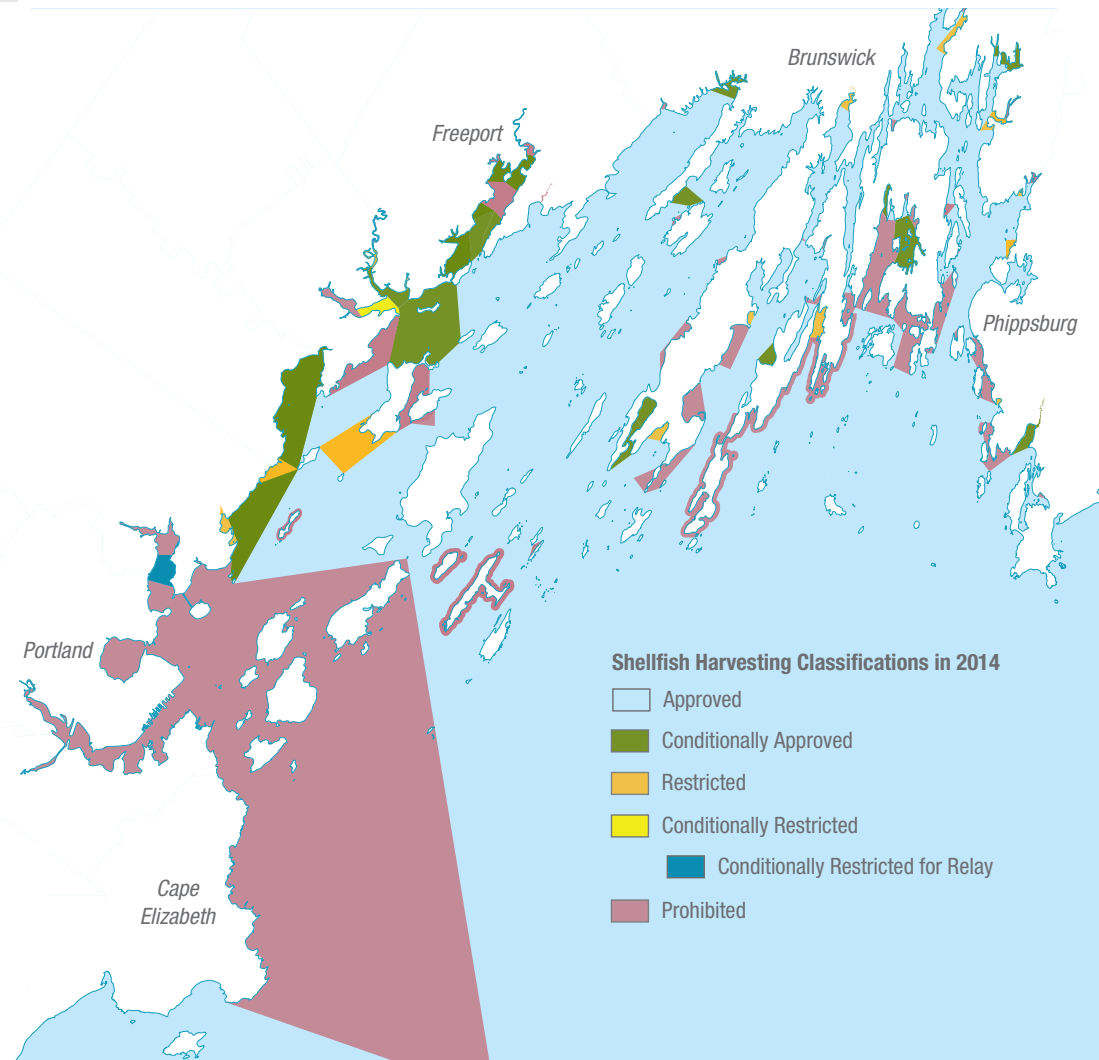 Brunswick
Freeport
Phippsburg
Portland
Shellfish Harvesting Classifications in 2014
Approved
Conditionally Approved
Restricted
Conditionally Restricted
Conditionally Restricted for Relay
Prohibited
Cape
Elizabeth